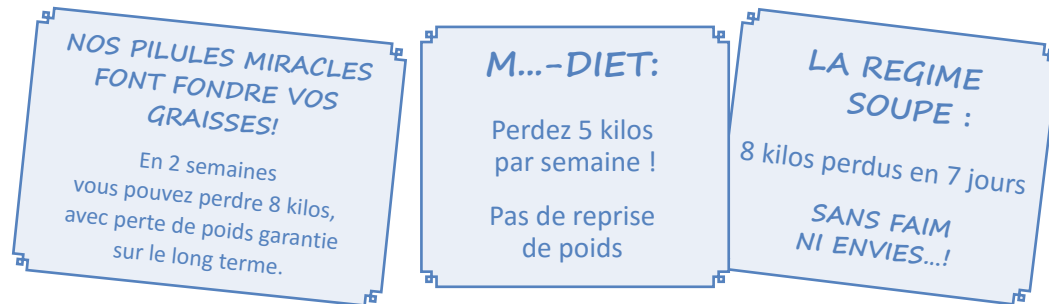 NOS PILULES MIRACLES
FONT FONDRE VOS
GRAISSES!
En 2 semaines
vous pouvez perdre 8 kilos,
avec perte de poids garantie
sur le long terme.
M...-DIET:
Perdez 5 kilos
par semaine !
Pas de reprise
de poids
LA REGIME
SOUPE :
8 kilos perdus en 7 jours
SANS FAIM
NI ENVIES...!